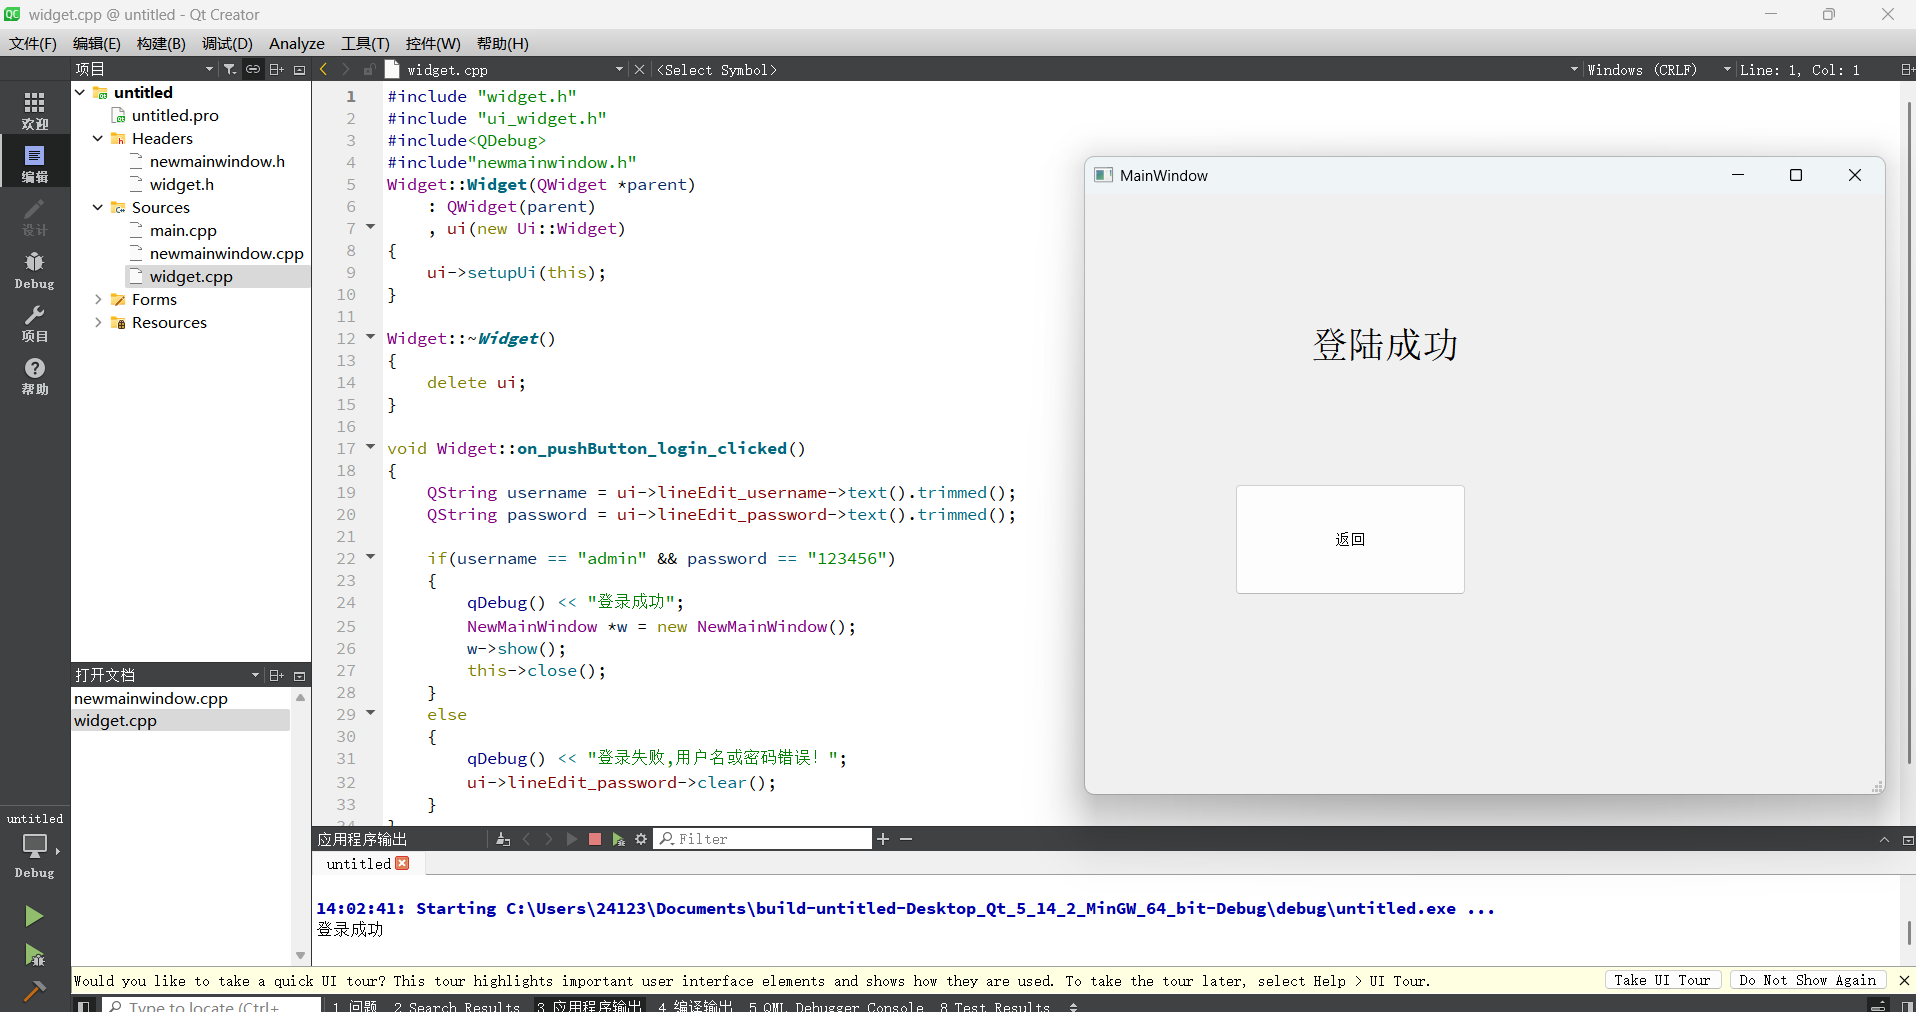 widget.cpp @ untitled - Qt Creator
文件(F) 编辑(E) 构建(B) 调试(D) Analyze 工具(T) 控件(W) 帮助(H)
项目
widget.cpp
<Select Symbol>
Windows (CRLF)
Line: 1, Col: 1
欢迎
编辑
设计
Debug
项目
帮助
untitled
Debug
untitled
untitled.pro
Headers
newmainwindow.h
widget.h
Sources
main.cpp
newmainwindow.cpp
widget.cpp
Forms
Resources
打开文档
newmainwindow.cpp
widget.cpp
1 #include "widget.h"
2 #include "ui_widget.h"
3 #include<QDebug>
4 #include"newmainwindow.h"
5 Widget::Widget(QWidget *parent)
6     : QWidget(parent)
7     , ui(new Ui::Widget)
8 {
9     ui->setupUi(this);
10 }
11
12 Widget::~Widget()
13 {
14     delete ui;
15 }
16
17 void Widget::on_pushButton_login_clicked()
18 {
19     QString username = ui->lineEdit_username->text().trimmed();
20     QString password = ui->lineEdit_password->text().trimmed();
21
22     if(username == "admin" && password == "123456")
23     {
24         qDebug() << "登录成功";
25         NewMainWindow *w = new NewMainWindow();
26         w->show();
27         this->close();
28     }
29     else
30     {
31         qDebug() << "登录失败,用户名或密码错误！";
32         ui->lineEdit_password->clear();
33     }
34 }
MainWindow
登陆成功
返回
应用程序输出
Filter
untitled
14:02:41: Starting C:\Users\24123\Documents\build-untitled-Desktop_Qt_5_14_2_MinGW_64_bit-Debug\debug\untitled.exe ...
登录成功
Would you like to take a quick UI tour? This tour highlights important user interface elements and shows how they are used. To take the tour later, select Help > UI Tour.
Take UI Tour
Do Not Show Again
Type to locate (Ctrl+
1 问题 2 Search Results 3 应用程序输出 4 编译输出 5 QML Debugger Console 8 Test Results